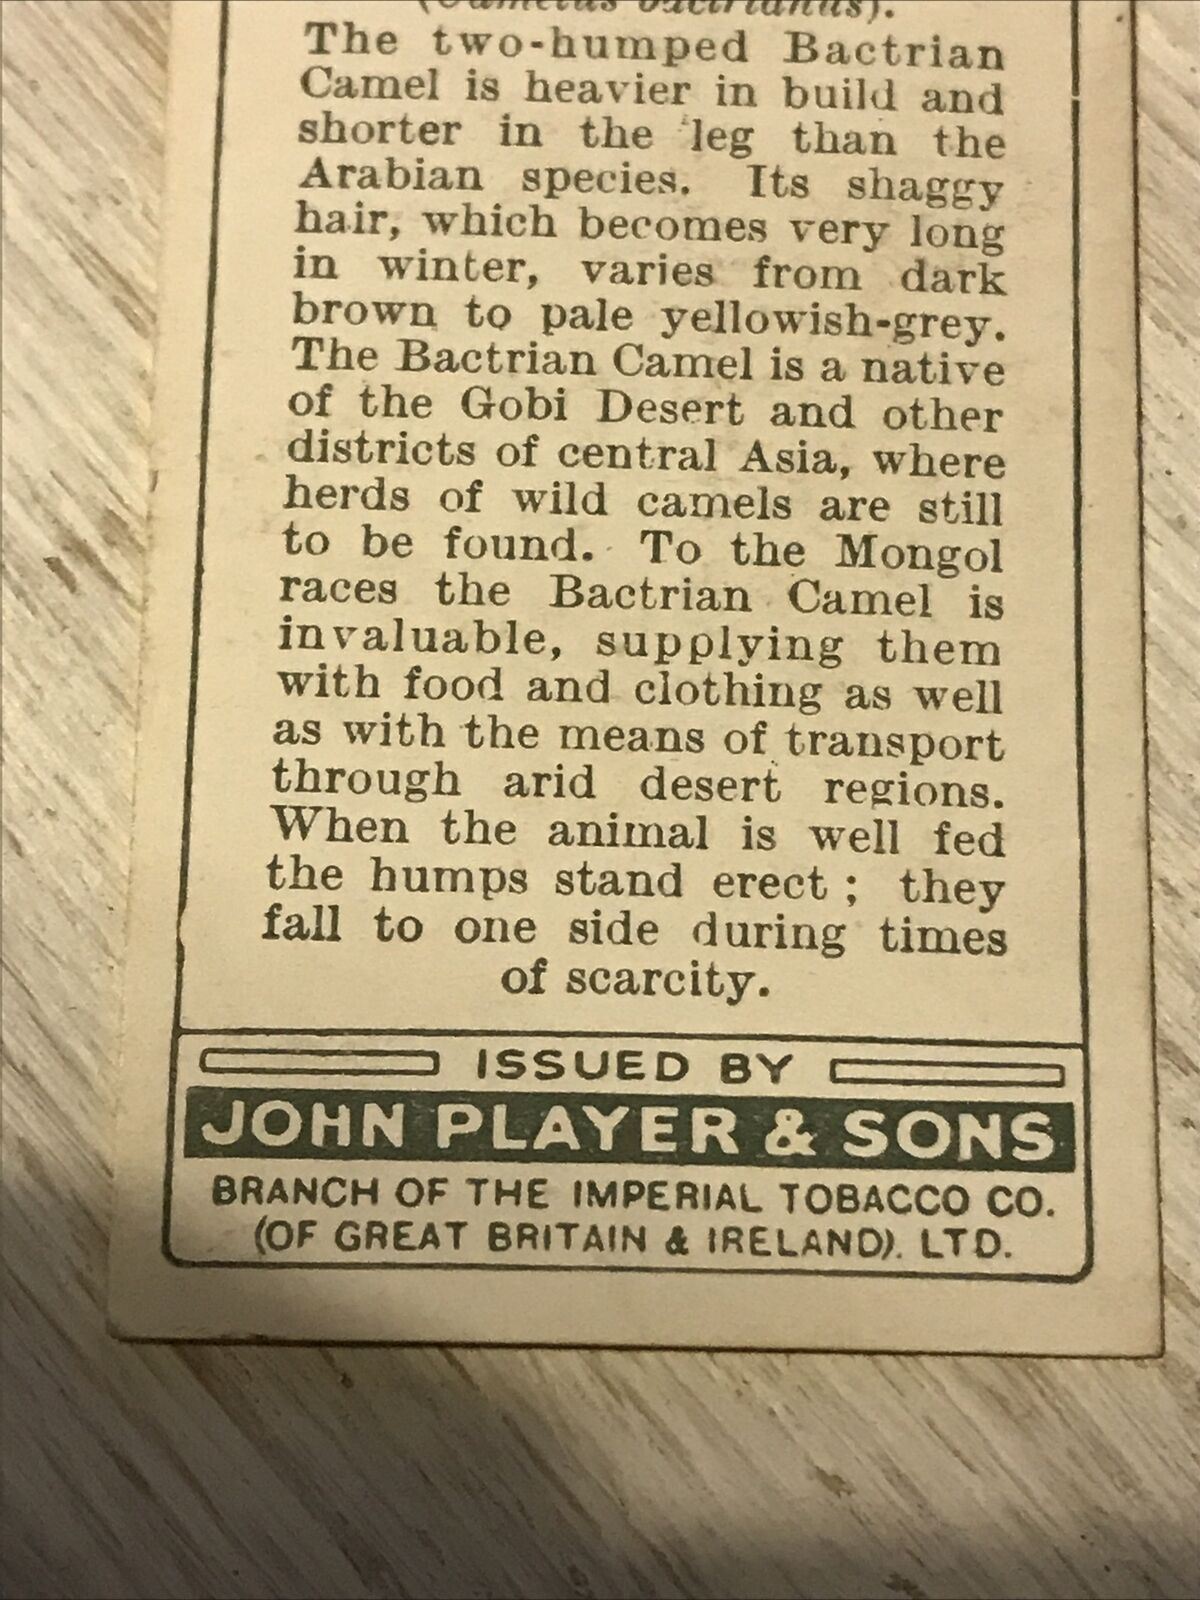 (Camelus bactrianus).
The two-humped Bactrian
Camel is heavier in build and
shorter in the leg than the
Arabian species. Its shaggy
hair, which becomes very long
in winter, varies from dark
brown to pale yellowish-grey.
The Bactrian Camel is a native
of the Gobi Desert and other
districts of central Asia, where
herds of wild camels are still
to be found. To the Mongol
races the Bactrian Camel is
invaluable, supplying them
with food and clothing as well
as with the means of transport
through arid desert regions.
When the animal is well fed
the humps stand erect ; they
fall to one side during times
of scarcity.
ISSUED BY
JOHN PLAYER & SONS
BRANCH OF THE IMPERIAL TOBACCO CO.
(OF GREAT BRITAIN & IRELAND). LTD.